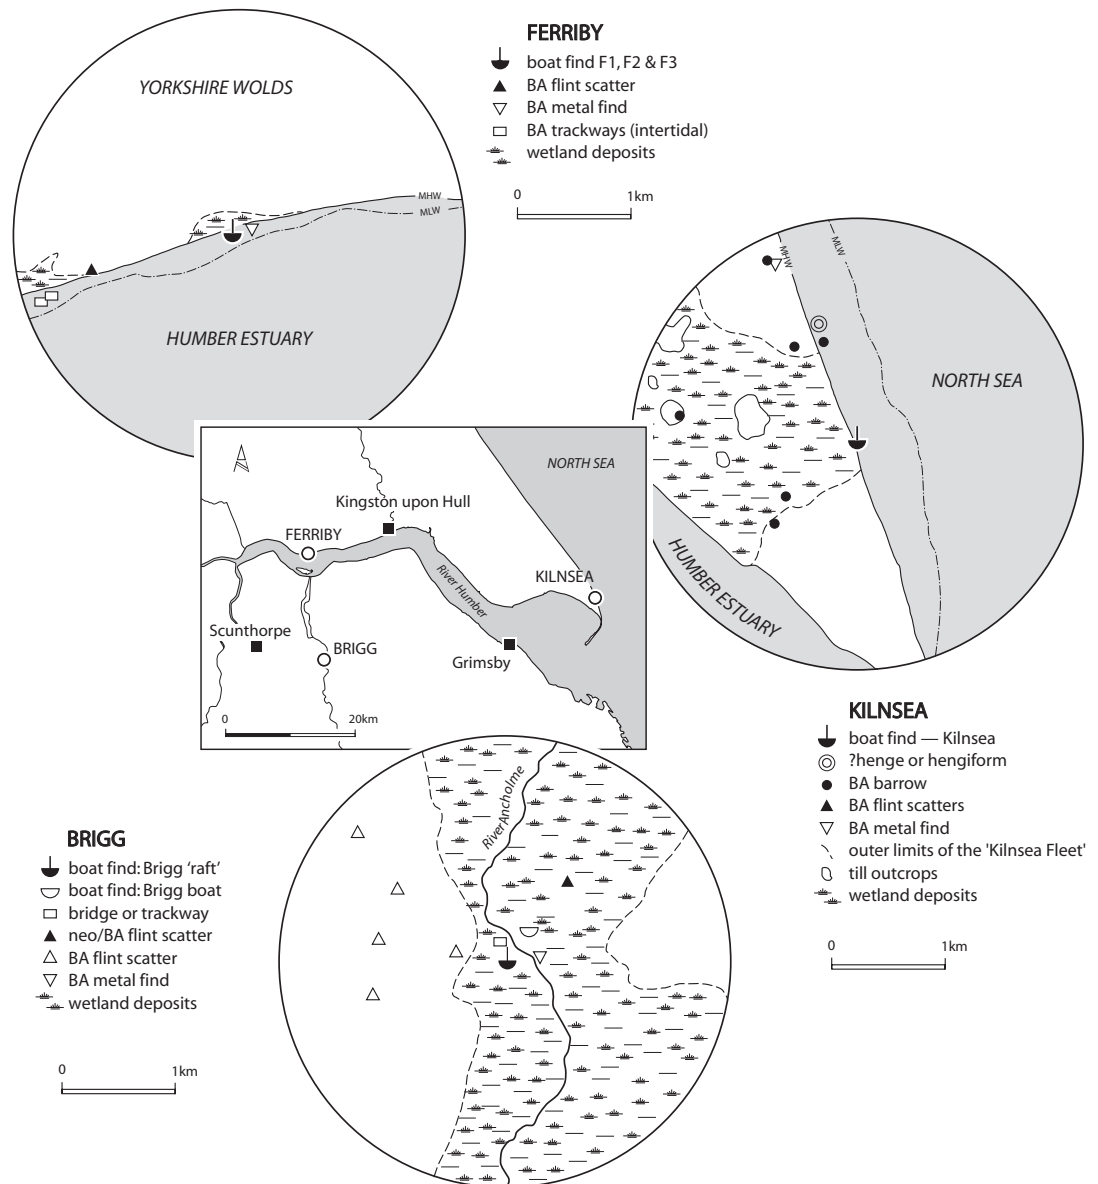 FERRIBY
boat find F1, F2 & F3
BA flint scatter
BA metal find
BA trackways (intertidal)
wetland deposits
0 1km
YORKSHIRE WOLDS
MHW
MLW
HUMBER ESTUARY
MHW
MLW
NORTH SEA
HUMBER ESTUARY
NORTH SEA
Kingston upon Hull
FERRIBY
River Humber
KILNSEA
Scunthorpe
BRIGG
Grimsby
0 20km
KILNSEA
boat find — Kilnsea
?henge or hengiform
BA barrow
BA flint scatters
BA metal find
outer limits of the 'Kilnsea Fleet'
till outcrops
wetland deposits
0 1km
River Ancholme
BRIGG
boat find: Brigg ‘raft’
boat find: Brigg boat
bridge or trackway
neo/BA flint scatter
BA flint scatter
BA metal find
wetland deposits
0 1km